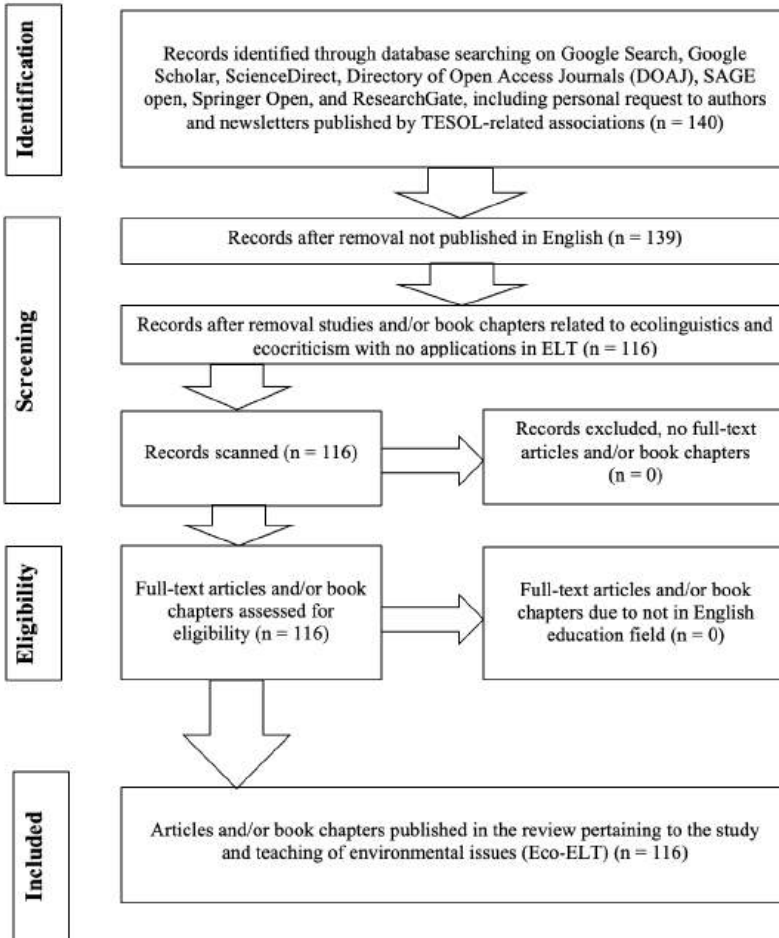 Identification
Records identified through database searching on Google Search, Google
Scholar, ScienceDirect, Directory of Open Access Journals (DOAJ), SAGE
open, Springer Open, and ResearchGate, including personal request to authors
and newsletters published by TESOL-related associations (n = 140)
Screening
Records after removal not published in English (n = 139)
Records after removal studies and/or book chapters related to ecolinguistics and
ecocriticism with no applications in ELT (n = 116)
Records scanned (n = 116)
Records excluded, no full-text
articles and/or book chapters
(n = 0)
Eligibility
Full-text articles and/or book
chapters assessed for
eligibility (n = 116)
Full-text articles and/or book
chapters due to not in English
education field (n = 0)
Included
Articles and/or book chapters published in the review pertaining to the study
and teaching of environmental issues (Eco-ELT) (n = 116)